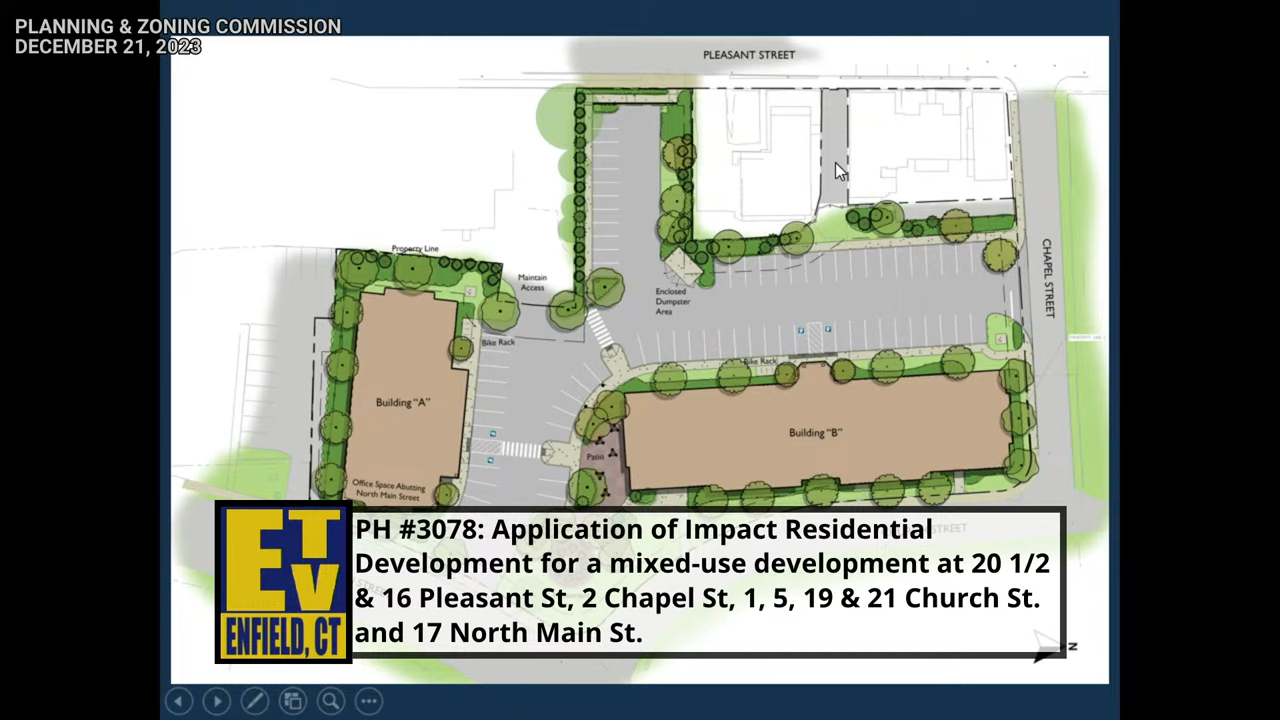 PLANNING & ZONING COMMISSION
DECEMBER 21, 2023
PLEASANT STREET
Property Line
Maintain
Access
Enclosed
Dumpster
Area
CHAPEL STREET
Bike Rack
Bike Rack
Building “A”
Building “B”
Patio
Office Space Abutting
North Main Street
STREET
PH #3078: Application of Impact Residential
Development for a mixed-use development at 20 1/2
& 16 Pleasant St, 2 Chapel St, 1, 5, 19 & 21 Church St.
and 17 North Main St.
ETV
ENFIELD, CT
N